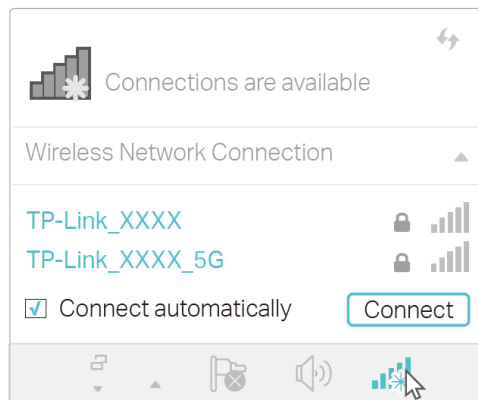 Connections are available
Wireless Network Connection
TP-Link_XXXX
TP-Link_XXXX_5G
Connect automatically
Connect